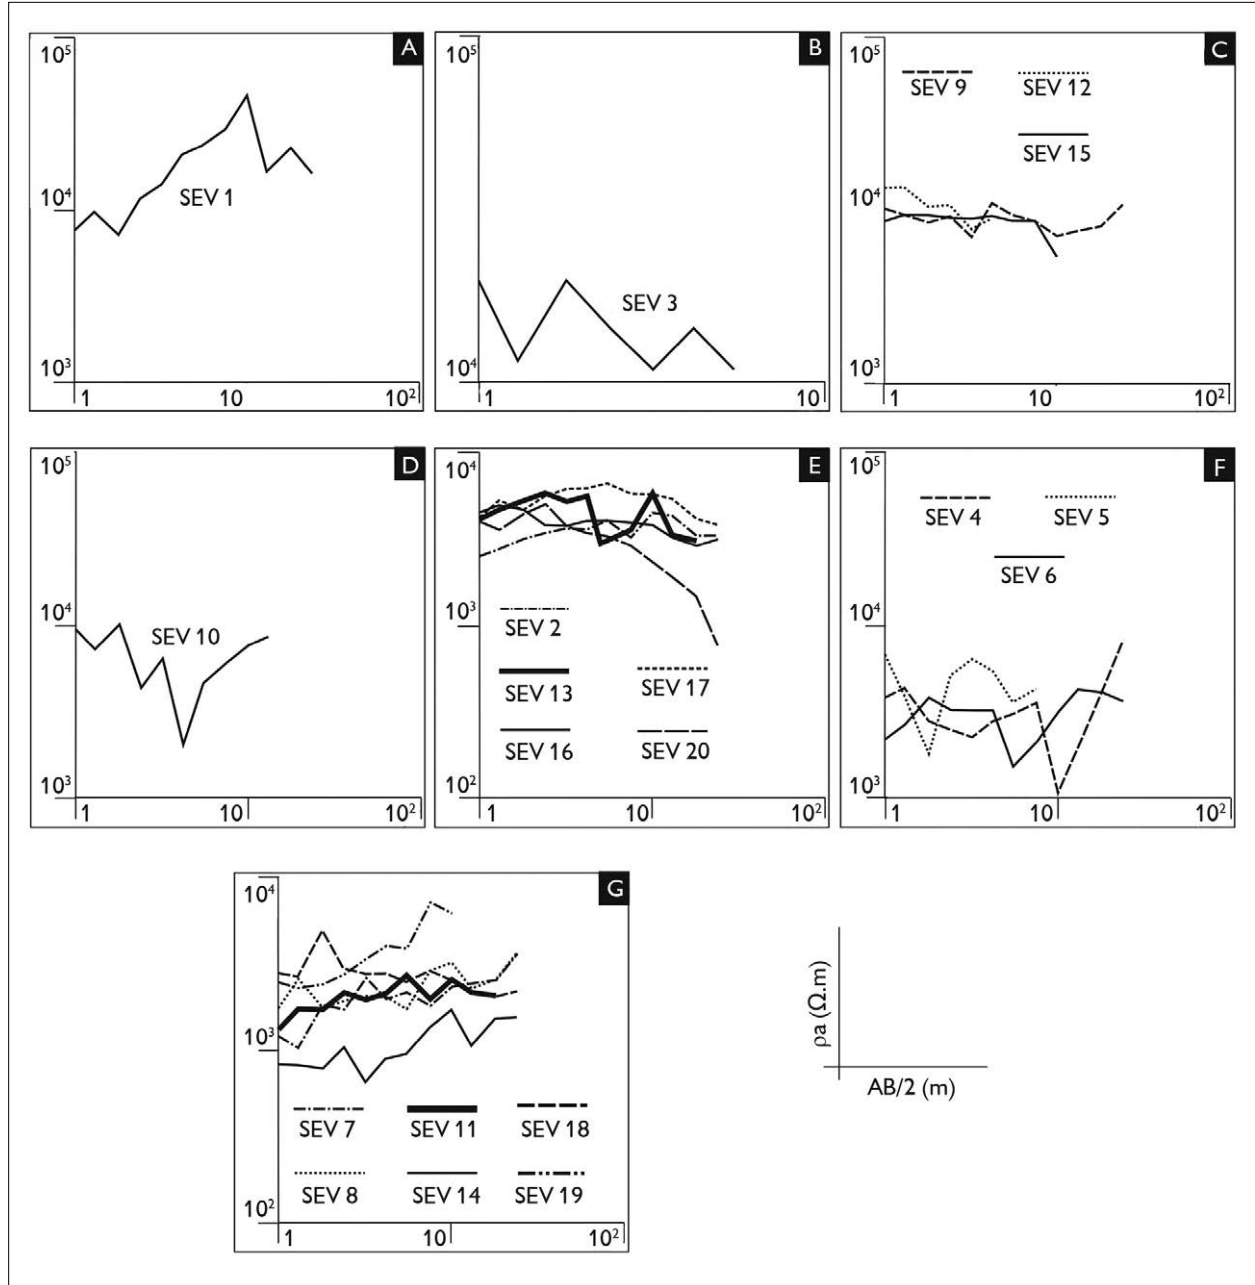 A
10⁵
SEV 1
10⁴
10³
1 10 10²
B
10⁵
SEV 3
10⁴
1 10
C
10⁵
SEV 9 SEV 12
SEV 15
10⁴
10³
1 10 10²
D
10⁵
10⁴
SEV 10
10³
1 10 10²
E
10⁴
10³
SEV 2
SEV 13 SEV 17
SEV 16 SEV 20
10²
1 10 10²
F
10⁵
SEV 4 SEV 5
SEV 6
10⁴
10³
1 10 10²
G
10⁴
10³
SEV 7 SEV 11 SEV 18
SEV 8 SEV 14 SEV 19
10²
1 10 10²
ρa (Ω.m)
AB/2 (m)